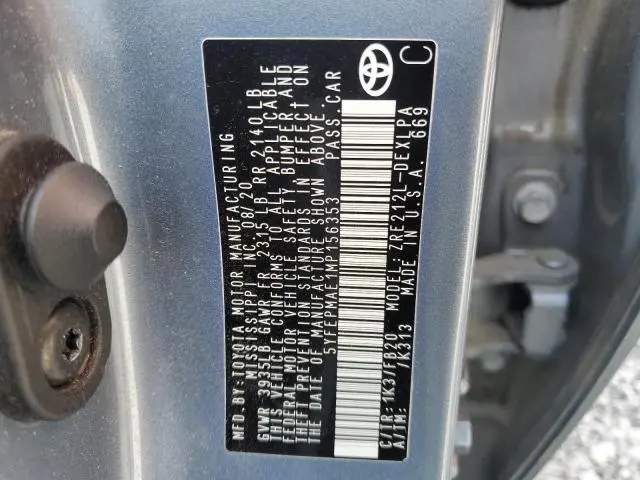 MFD.BY:TOYOTA MOTOR MANUFACTURING
MISSISSIPPI INC. 08/20
GVWR 3935LB GAWR FR 2315 LB RR 2140LB
THIS VEHICLE CONFORMS TO ALL APPLICABLE
FEDERAL MOTOR VEHICLE SAFETY BUMPER AND
THEFT PREVENTION STANDARDS IN EFFECT ON
THE DATE OF MANUFACTURE SHOWN ABOVE.
5YFEPMAE1MP156353 PASS.CAR
C
C/TR: 1K3/FB20 MODEL: ZRE212L-DEXLPA
A/TM: /K313 MADE IN U.S.A. 669